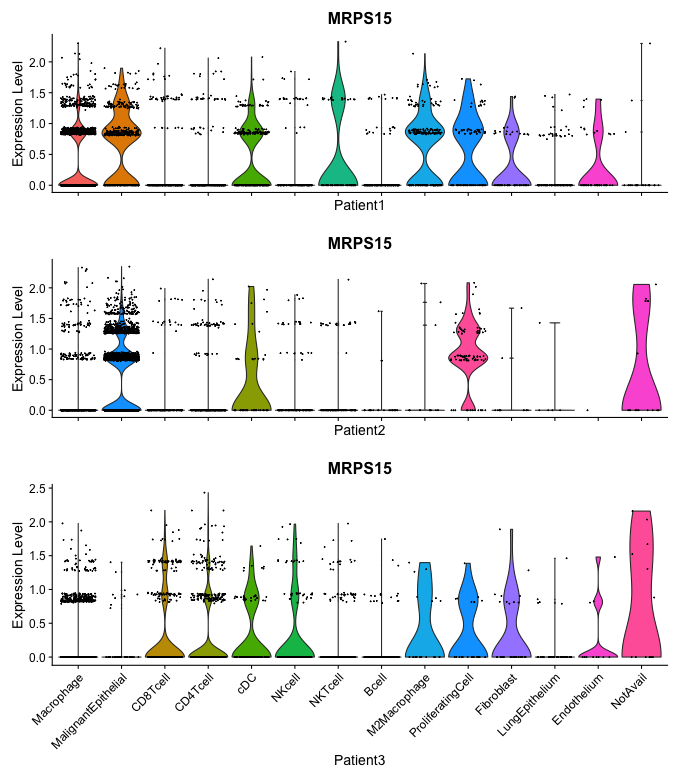 MRPS15
Expression Level
2.0
1.5
1.0
0.5
0.0
Patient1
MRPS15
Expression Level
2.0
1.5
1.0
0.5
0.0
Patient2
MRPS15
Expression Level
2.5
2.0
1.5
1.0
0.5
0.0
Macrophage
MalignantEpithelial
CD8Tcell
CD4Tcell
cDC
NKcell
NKTcell
Bcell
M2Macrophage
ProliferatingCell
Fibroblast
LungEpithelium
Endothelium
NotAvail
Patient3